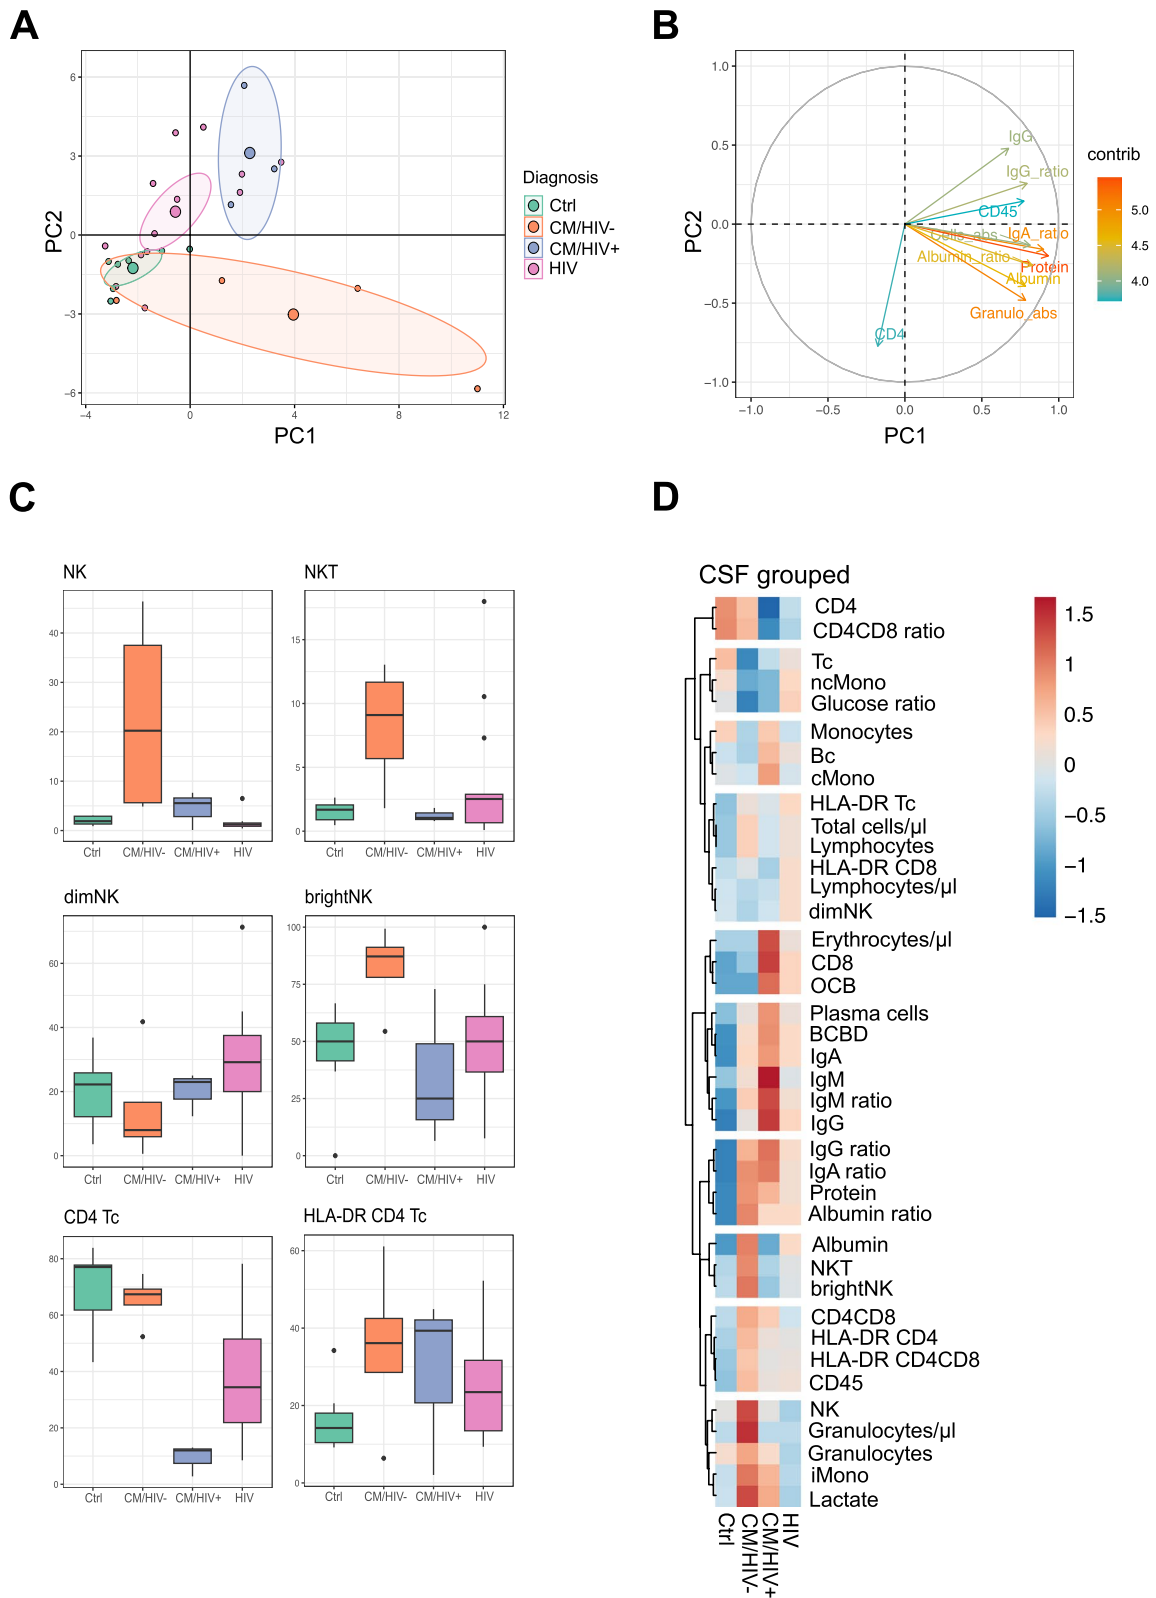 A
B
6
3
0
−3
−6
−4
0
4
8
12
PC2
PC1
Diagnosis
Ctrl
CM/HIV-
CM/HIV+
HIV
1.0
0.5
0.0
−0.5
−1.0
−1.0
−0.5
0.0
0.5
1.0
PC2
PC1
IgG
IgG_ratio
CD45
Cells_abs
IgA_ratio
Albumin_ratio
Protein
Albumin
Granulo_abs
CD4
contrib
5.0
4.5
4.0
C
D
NK
40
30
20
10
0
Ctrl
CM/HIV-
CM/HIV+
HIV
NKT
15
10
5
0
Ctrl
CM/HIV-
CM/HIV+
HIV
dimNK
60
40
20
0
Ctrl
CM/HIV-
CM/HIV+
HIV
brightNK
100
75
50
25
0
Ctrl
CM/HIV-
CM/HIV+
HIV
CD4 Tc
80
60
40
20
0
Ctrl
CM/HIV-
CM/HIV+
HIV
HLA-DR CD4 Tc
60
40
20
0
Ctrl
CM/HIV-
CM/HIV+
HIV
CSF grouped
CD4
CD4CD8 ratio
Tc
ncMono
Glucose ratio
Monocytes
Bc
cMono
HLA-DR Tc
Total cells/µl
Lymphocytes
HLA-DR CD8
Lymphocytes/µl
dimNK
Erythrocytes/µl
CD8
OCB
Plasma cells
BCBD
IgA
IgM
IgM ratio
IgG
IgG ratio
IgA ratio
Protein
Albumin ratio
Albumin
NKT
brightNK
CD4CD8
HLA-DR CD4
HLA-DR CD4CD8
CD45
NK
Granulocytes/µl
Granulocytes
iMono
Lactate
Ctrl
CM/HIV-
CM/HIV+
HIV
1.5
1
0.5
0
−0.5
−1
−1.5